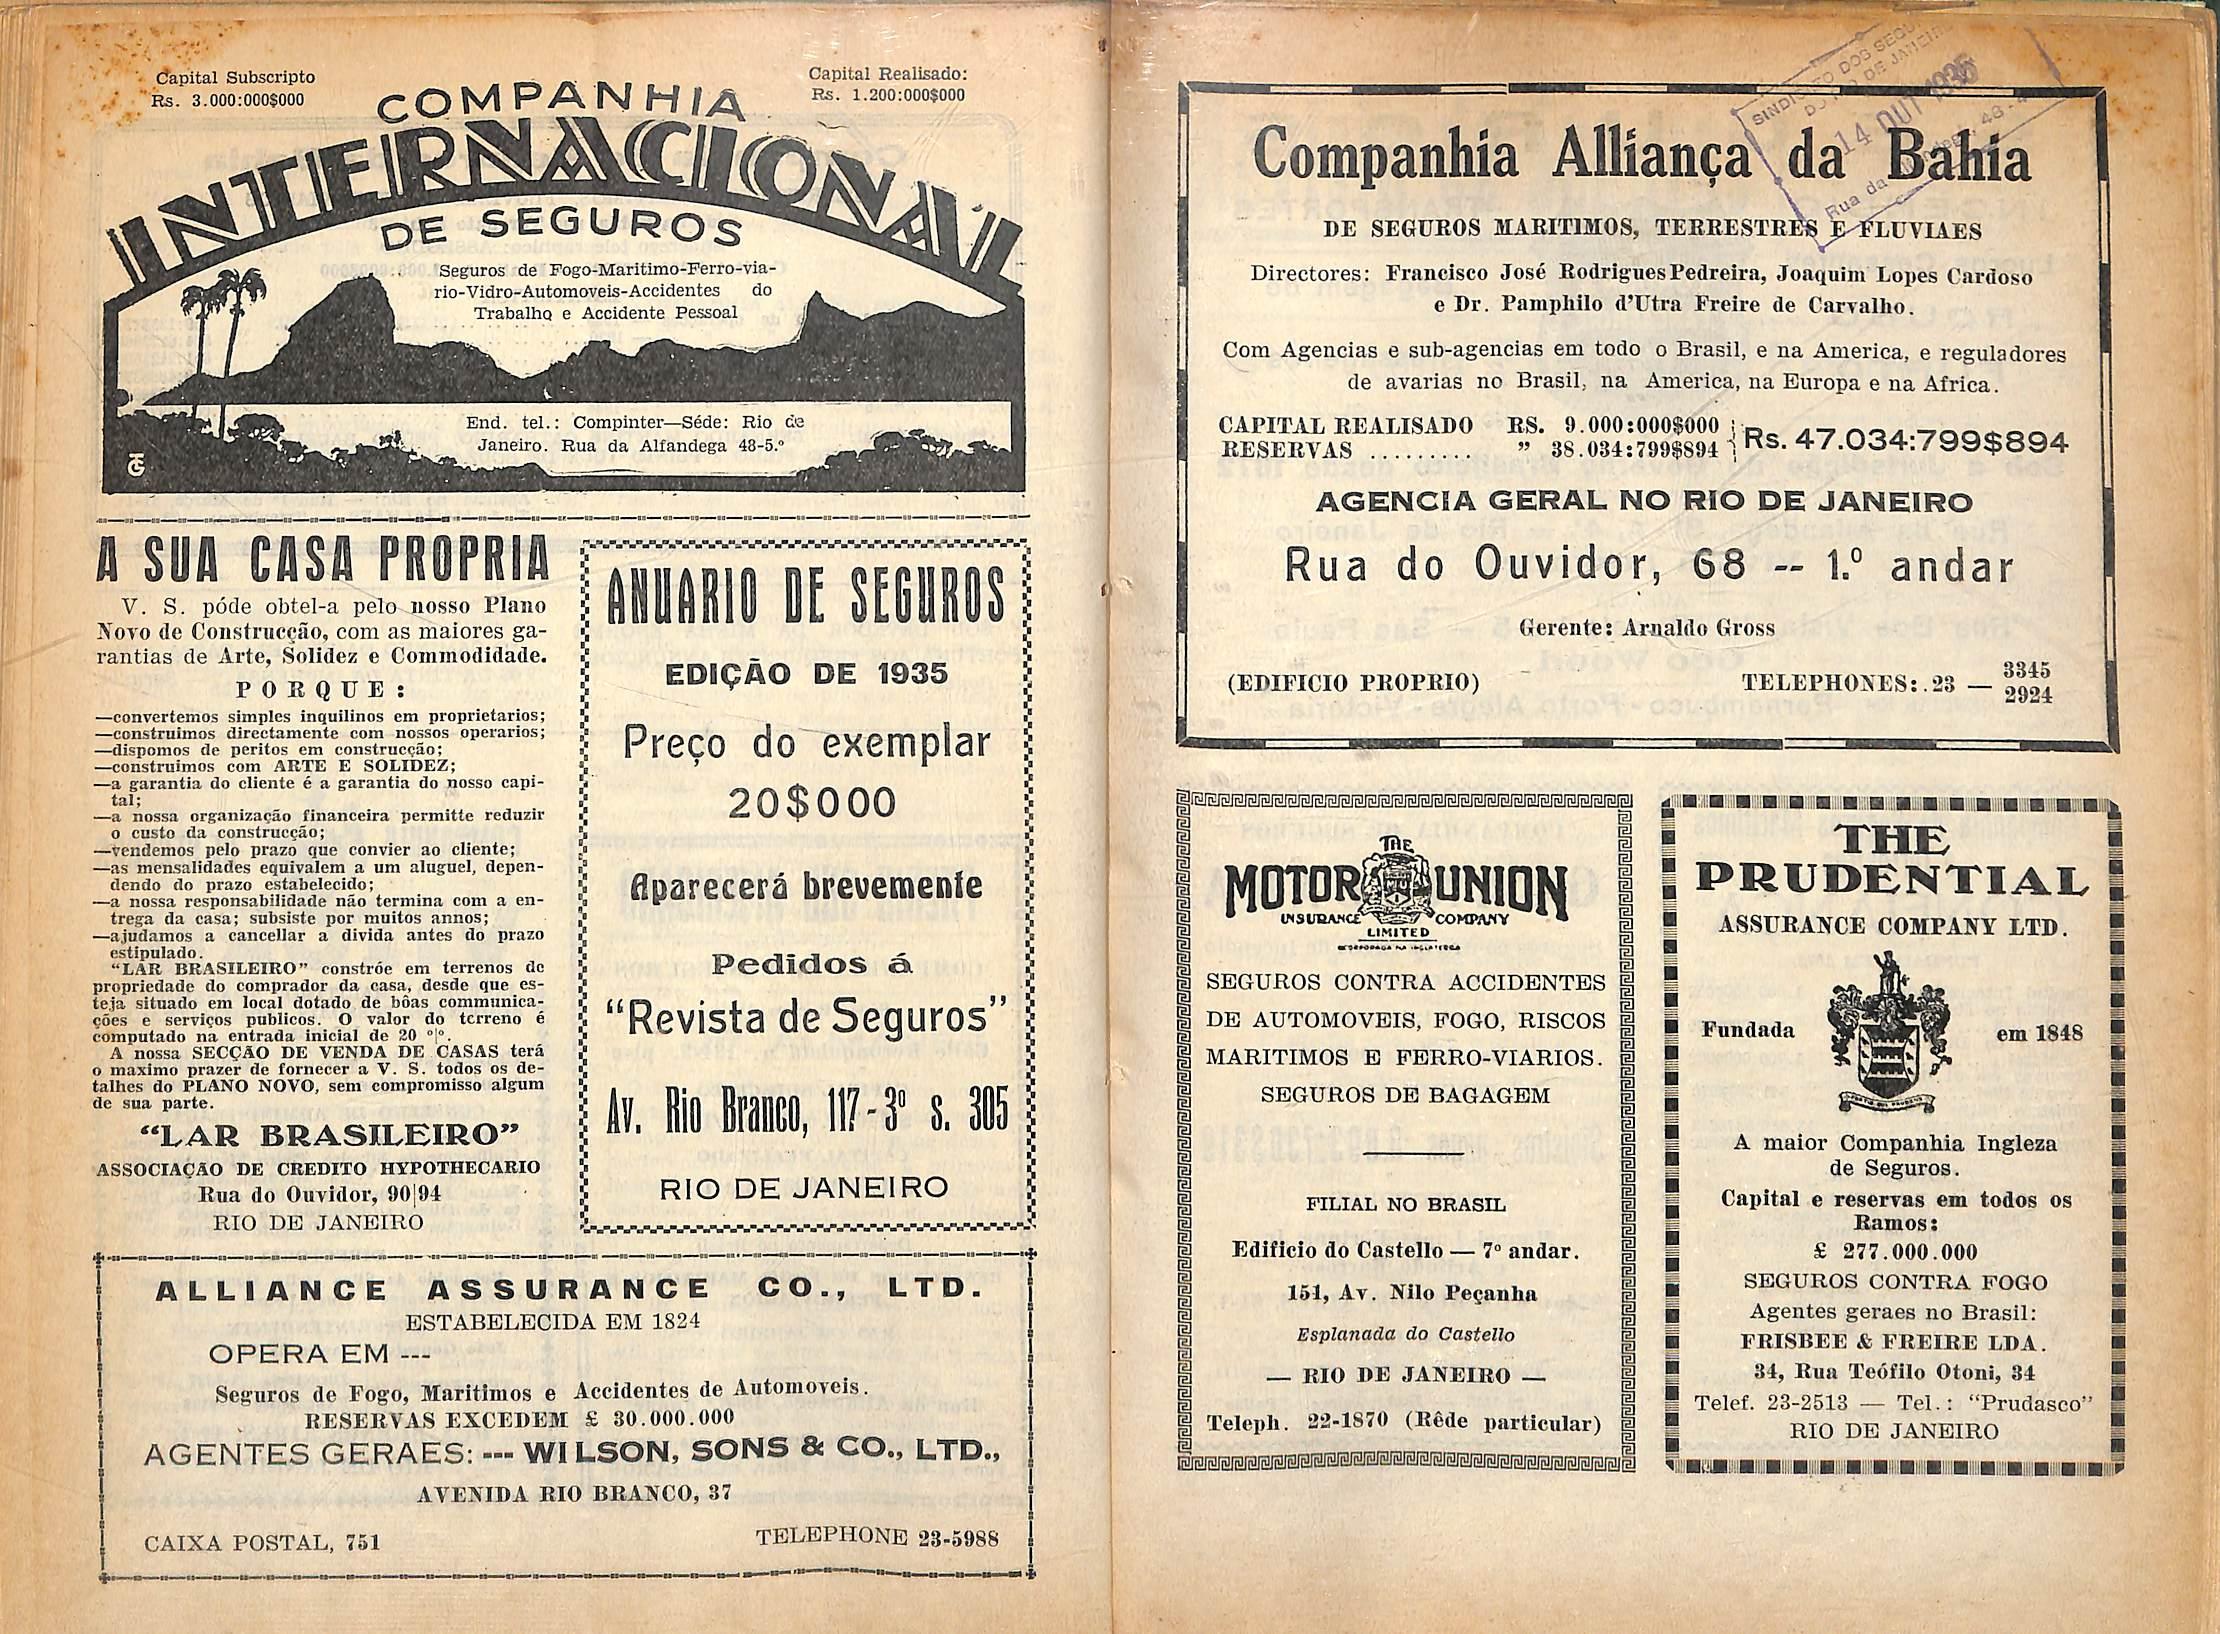 Capital Subscripto
Rs. 3.000:000$000
Capital Realisado:
Rs. 1.200:000$000
COMPANHIA
INTERNACIONAL
DE SEGUROS
Seguros de Fogo-Maritimo-Ferro-via-
rio-Vidro-Automoveis-Accidentes do
Trabalho e Accidente Pessoal
End. tel.: Compinter—Séde: Rio de
Janeiro. Rua da Alfandega 48-5.º
A SUA CASA PROPRIA
V. S. póde obtel-a pelo nosso Plano
Novo de Construcção, com as maiores ga-
rantias de Arte, Solidez e Commodidade.
PORQUE:
—convertemos simples inquilinos em proprietarios;
—construimos directamente com nossos operarios;
—dispomos de peritos em construcção;
—construimos com ARTE E SOLIDEZ;
—a garantia do cliente é a garantia do nosso capi-
tal;
—a nossa organização financeira permitte reduzir
o custo da construcção;
—vendemos pelo prazo que convier ao cliente;
—as mensalidades equivalem a um aluguel, depen-
dendo do prazo estabelecido;
—a nossa responsabilidade não termina com a en-
trega da casa; subsiste por muitos annos;
—ajudamos a cancellar a divida antes do prazo
estipulado.
"LAR BRASILEIRO" constróe em terrenos de
propriedade do comprador da casa, desde que es-
teja situado em local dotado de bôas communica-
ções e serviços publicos. O valor do terreno é
computado na entrada inicial de 20 º|º.
A nossa SECÇÃO DE VENDA DE CASAS terá
o maximo prazer de fornecer a V. S. todos os de-
talhes do PLANO NOVO, sem compromisso algum
de sua parte.
"LAR BRASILEIRO"
ASSOCIAÇÃO DE CREDITO HYPOTHECARIO
Rua do Ouvidor, 90|94
RIO DE JANEIRO
ANUARIO DE SEGUROS
EDIÇÃO DE 1935
Preço do exemplar
20$000
Aparecerá brevemente
Pedidos á
"Revista de Seguros"
Av. Rio Branco, 117-3º s. 305
RIO DE JANEIRO
ALLIANCE ASSURANCE CO., LTD.
ESTABELECIDA EM 1824
OPERA EM ---
Seguros de Fogo, Maritimos e Accidentes de Automoveis.
RESERVAS EXCEDEM £ 30.000.000
AGENTES GERAES: --- WILSON, SONS & CO., LTD.,
AVENIDA RIO BRANCO, 37
CAIXA POSTAL, 751
TELEPHONE 23-5988
14 OUT 1935
Rua da
Companhia Alliança da Bahia
DE SEGUROS MARITIMOS, TERRESTRES E FLUVIAES
Directores: Francisco José Rodrigues Pedreira, Joaquim Lopes Cardoso
e Dr. Pamphilo d'Utra Freire de Carvalho.
Com Agencias e sub-agencias em todo o Brasil, e na America, e reguladores
de avarias no Brasil, na America, na Europa e na Africa.
CAPITAL REALISADO RS. 9.000:000$000
RESERVAS ......... " 38.034:799$894
Rs. 47.034:799$894
AGENCIA GERAL NO RIO DE JANEIRO
Rua do Ouvidor, 68 -- 1.º andar
Gerente: Arnaldo Gross
(EDIFICIO PROPRIO)
TELEPHONES: 23 — 3345
2924
THE
MOTOR UNION
INSURANCE COMPANY
LIMITED
SEGUROS CONTRA ACCIDENTES
DE AUTOMOVEIS, FOGO, RISCOS
MARITIMOS E FERRO-VIARIOS.
SEGUROS DE BAGAGEM
FILIAL NO BRASIL
Edificio do Castello — 7º andar.
151, Av. Nilo Peçanha
Esplanada do Castello
— RIO DE JANEIRO —
Teleph. 22-1870 (Rêde particular)
THE
PRUDENTIAL
ASSURANCE COMPANY LTD.
Fundada em 1848
A maior Companhia Ingleza
de Seguros.
Capital e reservas em todos os
Ramos:
£ 277.000.000
SEGUROS CONTRA FOGO
Agentes geraes no Brasil:
FRISBEE & FREIRE LDA.
34, Rua Teófilo Otoni, 34
Telef. 23-2513 — Tel.: "Prudasco"
RIO DE JANEIRO